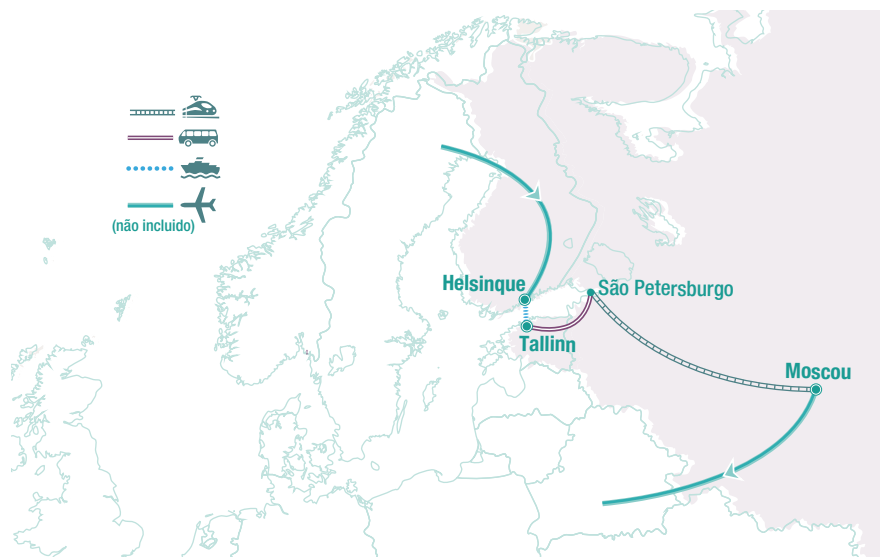 (não incluido)
Helsinque
São Petersburgo
Tallinn
Moscou